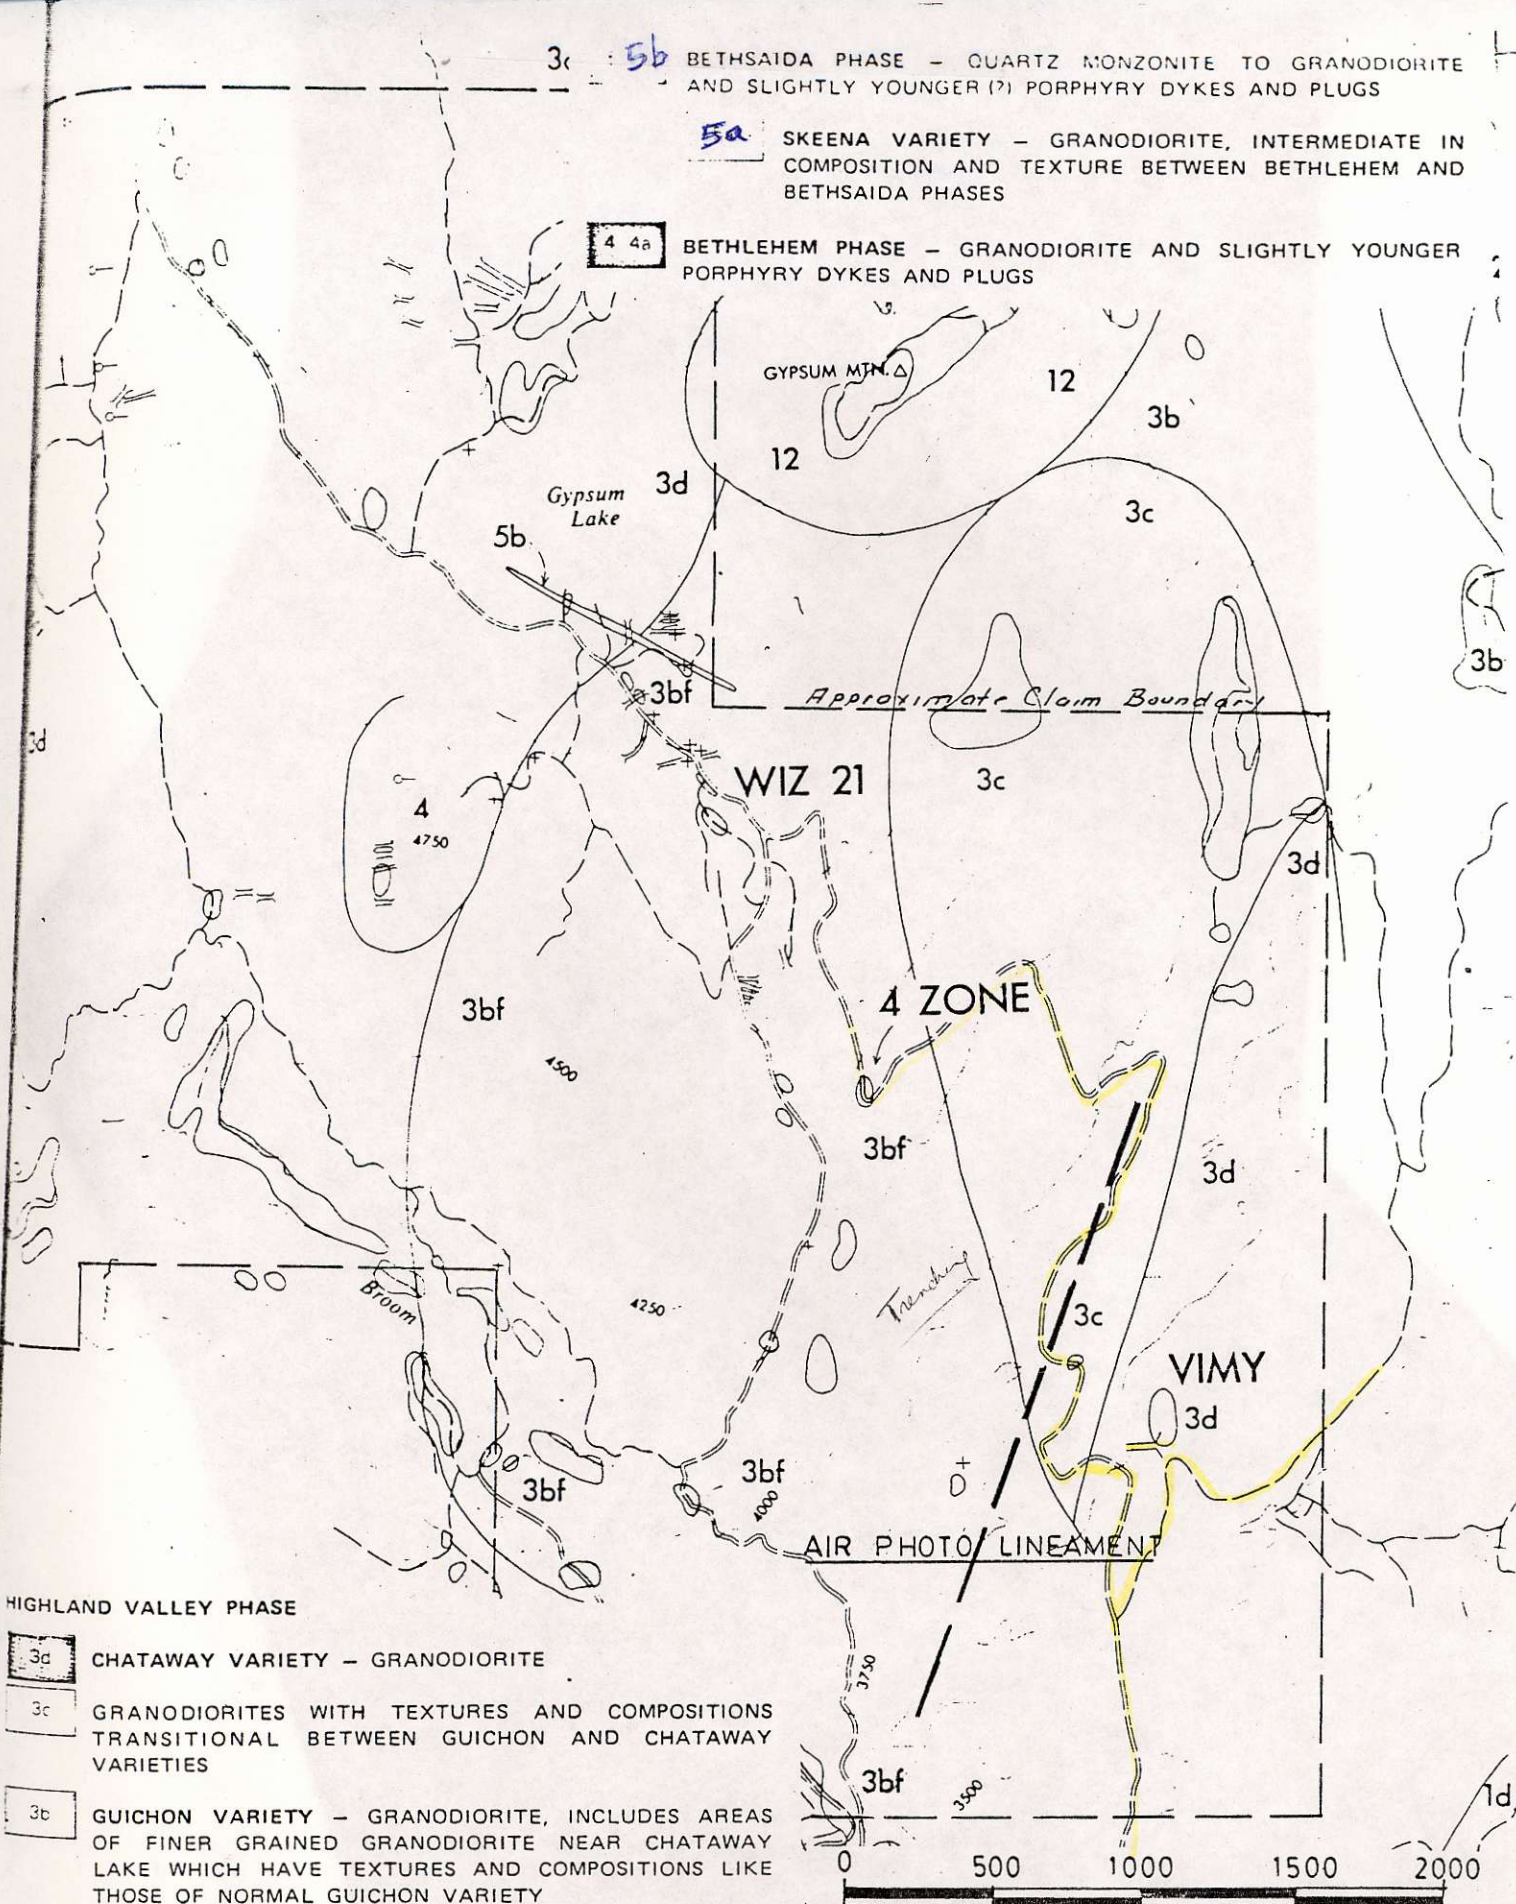 5b BETHSAIDA PHASE – QUARTZ MONZONITE TO GRANODIORITE
AND SLIGHTLY YOUNGER (?) PORPHYRY DYKES AND PLUGS
5a SKEENA VARIETY – GRANODIORITE, INTERMEDIATE IN
COMPOSITION AND TEXTURE BETWEEN BETHLEHEM AND
BETHSAIDA PHASES
4 4a BETHLEHEM PHASE – GRANODIORITE AND SLIGHTLY YOUNGER
PORPHYRY DYKES AND PLUGS
GYPSUM MTN.
12
3b
12
3d
Gypsum
Lake
3c
5b
3b
3bf
Approximate Claim Boundary
3d
WIZ 21
3c
4
4750
3d
3bf
4 ZONE
4500
3bf
3d
Trenching
Broom
4250
3c
VIMY
3d
3bf
3bf
4000
AIR PHOTO LINEAMENT
HIGHLAND VALLEY PHASE
3d CHATAWAY VARIETY – GRANODIORITE
3c GRANODIORITES WITH TEXTURES AND COMPOSITIONS
TRANSITIONAL BETWEEN GUICHON AND CHATAWAY
VARIETIES
3750
3bf
3500
1d
3b GUICHON VARIETY – GRANODIORITE, INCLUDES AREAS
OF FINER GRAINED GRANODIORITE NEAR CHATAWAY
LAKE WHICH HAVE TEXTURES AND COMPOSITIONS LIKE
THOSE OF NORMAL GUICHON VARIETY
0 500 1000 1500 2000